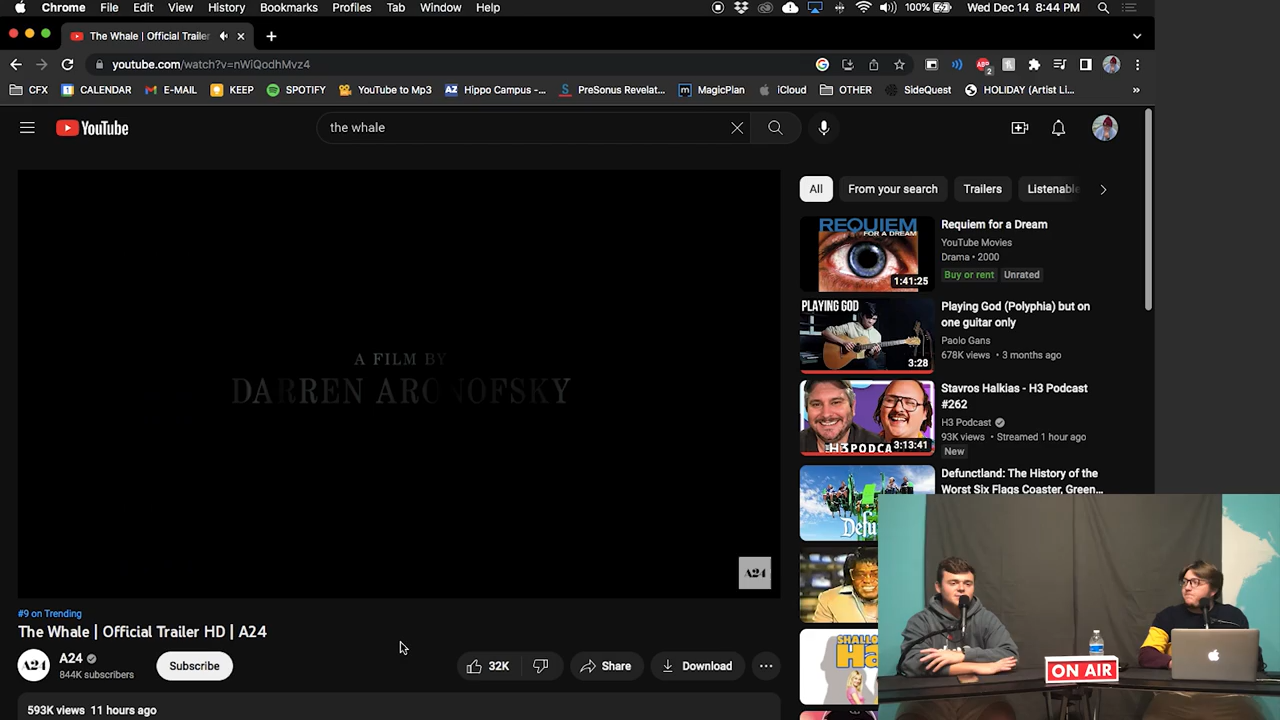 Chrome File Edit View History Bookmarks Profiles Tab Window Help 100% Wed Dec 14 8:44 PM
The Whale | Official Trailer
youtube.com/watch?v=nWiQodhMvz4
CFX CALENDAR E-MAIL KEEP SPOTIFY YouTube to Mp3 Hippo Campus -... PreSonus Revelat... MagicPlan iCloud OTHER SideQuest HOLIDAY (Artist Li... »
YouTube the whale
All From your search Trailers Listenable
REQUIEM
FOR A DREAM
1:41:25
Requiem for a Dream
YouTube Movies
Drama • 2000
Buy or rent Unrated
PLAYING GOD
3:28
Playing God (Polyphia) but on
one guitar only
Paolo Gans
678K views • 3 months ago
H3PODCA
3:13:41
Stavros Halkias - H3 Podcast
#262
H3 Podcast
93K views • Streamed 1 hour ago
New
Defunctland: The History of the
Worst Six Flags Coaster, Green...
A FILM BY
DARREN ARONOFSKY
A24
#9 on Trending
The Whale | Official Trailer HD | A24
A24
A24
844K subscribers
Subscribe
32K Share Download
593K views 11 hours ago
ON AIR